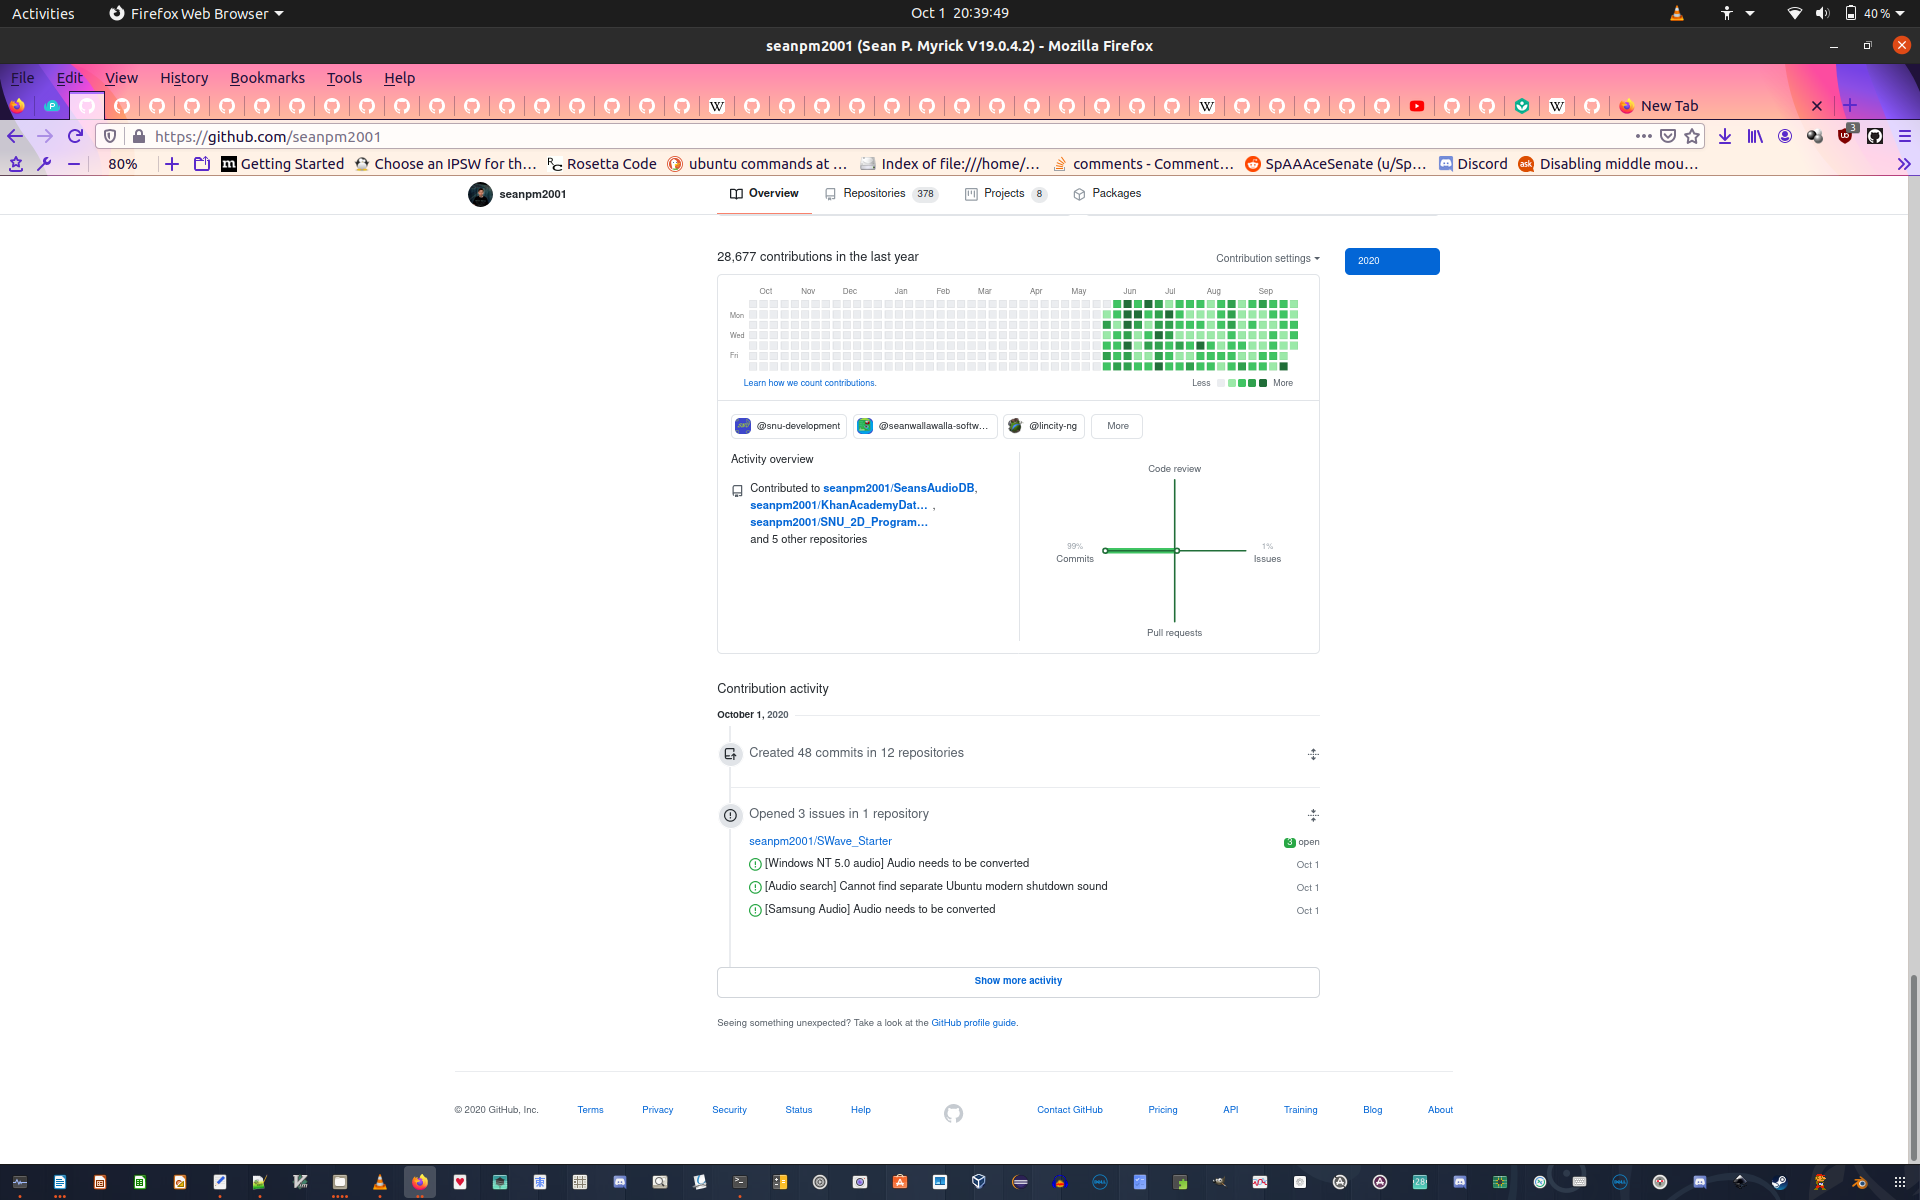 Activities Firefox Web Browser Oct 1 20:39:49 40 %
seanpm2001 (Sean P. Myrick V19.0.4.2) - Mozilla Firefox
File Edit View History Bookmarks Tools Help
New Tab
https://github.com/seanpm2001 3
80% Getting Started Choose an IPSW for th… Rosetta Code ubuntu commands at … Index of file:///home/… comments - Comment… SpAAAceSenate (u/Sp… Discord Disabling middle mou…
seanpm2001 Overview Repositories 378 Projects 8 Packages
28,677 contributions in the last year Contribution settings 2020
Oct Nov Dec Jan Feb Mar Apr May Jun Jul Aug Sep
Mon
Wed
Fri
Learn how we count contributions. Less More
@snu-development @seanwallawalla-softw… @lincity-ng More
Activity overview
Code review
Contributed to seanpm2001/SeansAudioDB,
seanpm2001/KhanAcademyDat… ,
seanpm2001/SNU_2D_Program…
and 5 other repositories
99% Commits
1% Issues
Pull requests
Contribution activity
October 1, 2020
Created 48 commits in 12 repositories
Opened 3 issues in 1 repository
seanpm2001/SWave_Starter 3 open
[Windows NT 5.0 audio] Audio needs to be converted Oct 1
[Audio search] Cannot find separate Ubuntu modern shutdown sound Oct 1
[Samsung Audio] Audio needs to be converted Oct 1
Show more activity
Seeing something unexpected? Take a look at the GitHub profile guide.
© 2020 GitHub, Inc. Terms Privacy Security Status Help Contact GitHub Pricing API Training Blog About